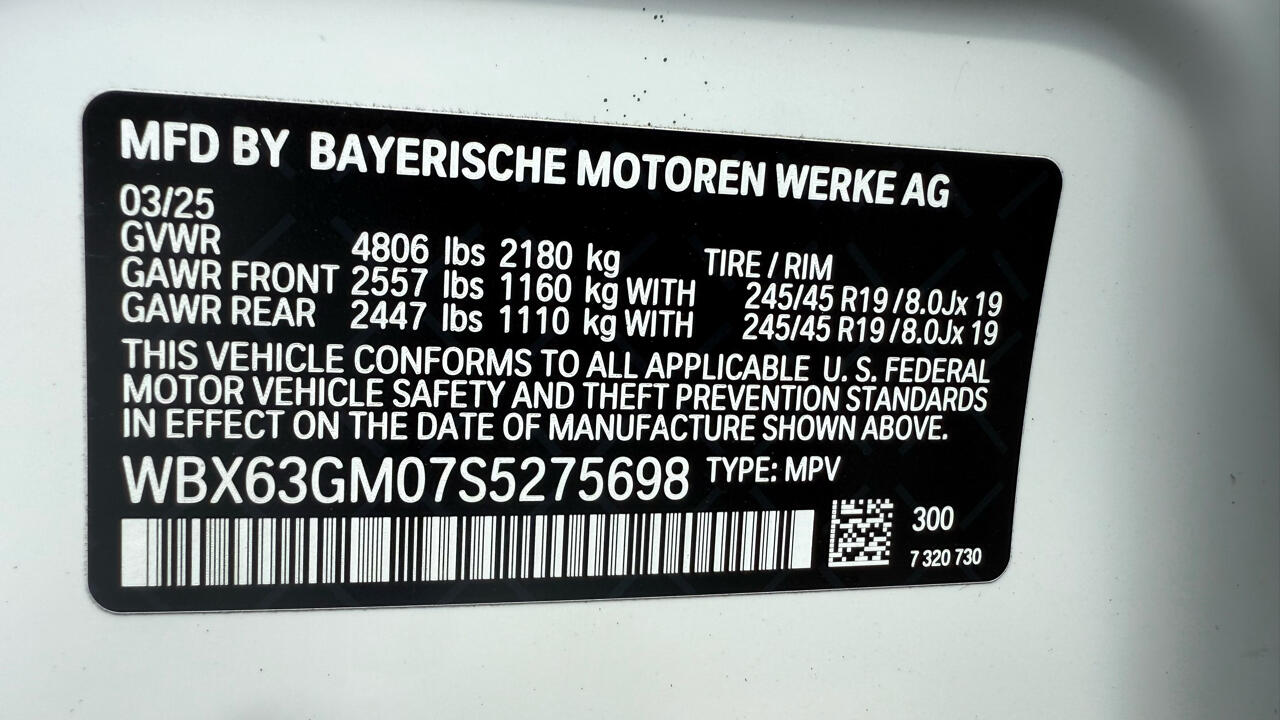 MFD BY BAYERISCHE MOTOREN WERKE AG
03/25
GVWR 4806 lbs 2180 kg TIRE / RIM
GAWR FRONT 2557 lbs 1160 kg WITH 245/45 R19 / 8.0Jx 19
GAWR REAR 2447 lbs 1110 kg WITH 245/45 R19 / 8.0Jx 19
THIS VEHICLE CONFORMS TO ALL APPLICABLE U. S. FEDERAL
MOTOR VEHICLE SAFETY AND THEFT PREVENTION STANDARDS
IN EFFECT ON THE DATE OF MANUFACTURE SHOWN ABOVE.
WBX63GM07S5275698 TYPE: MPV
300
7 320 730